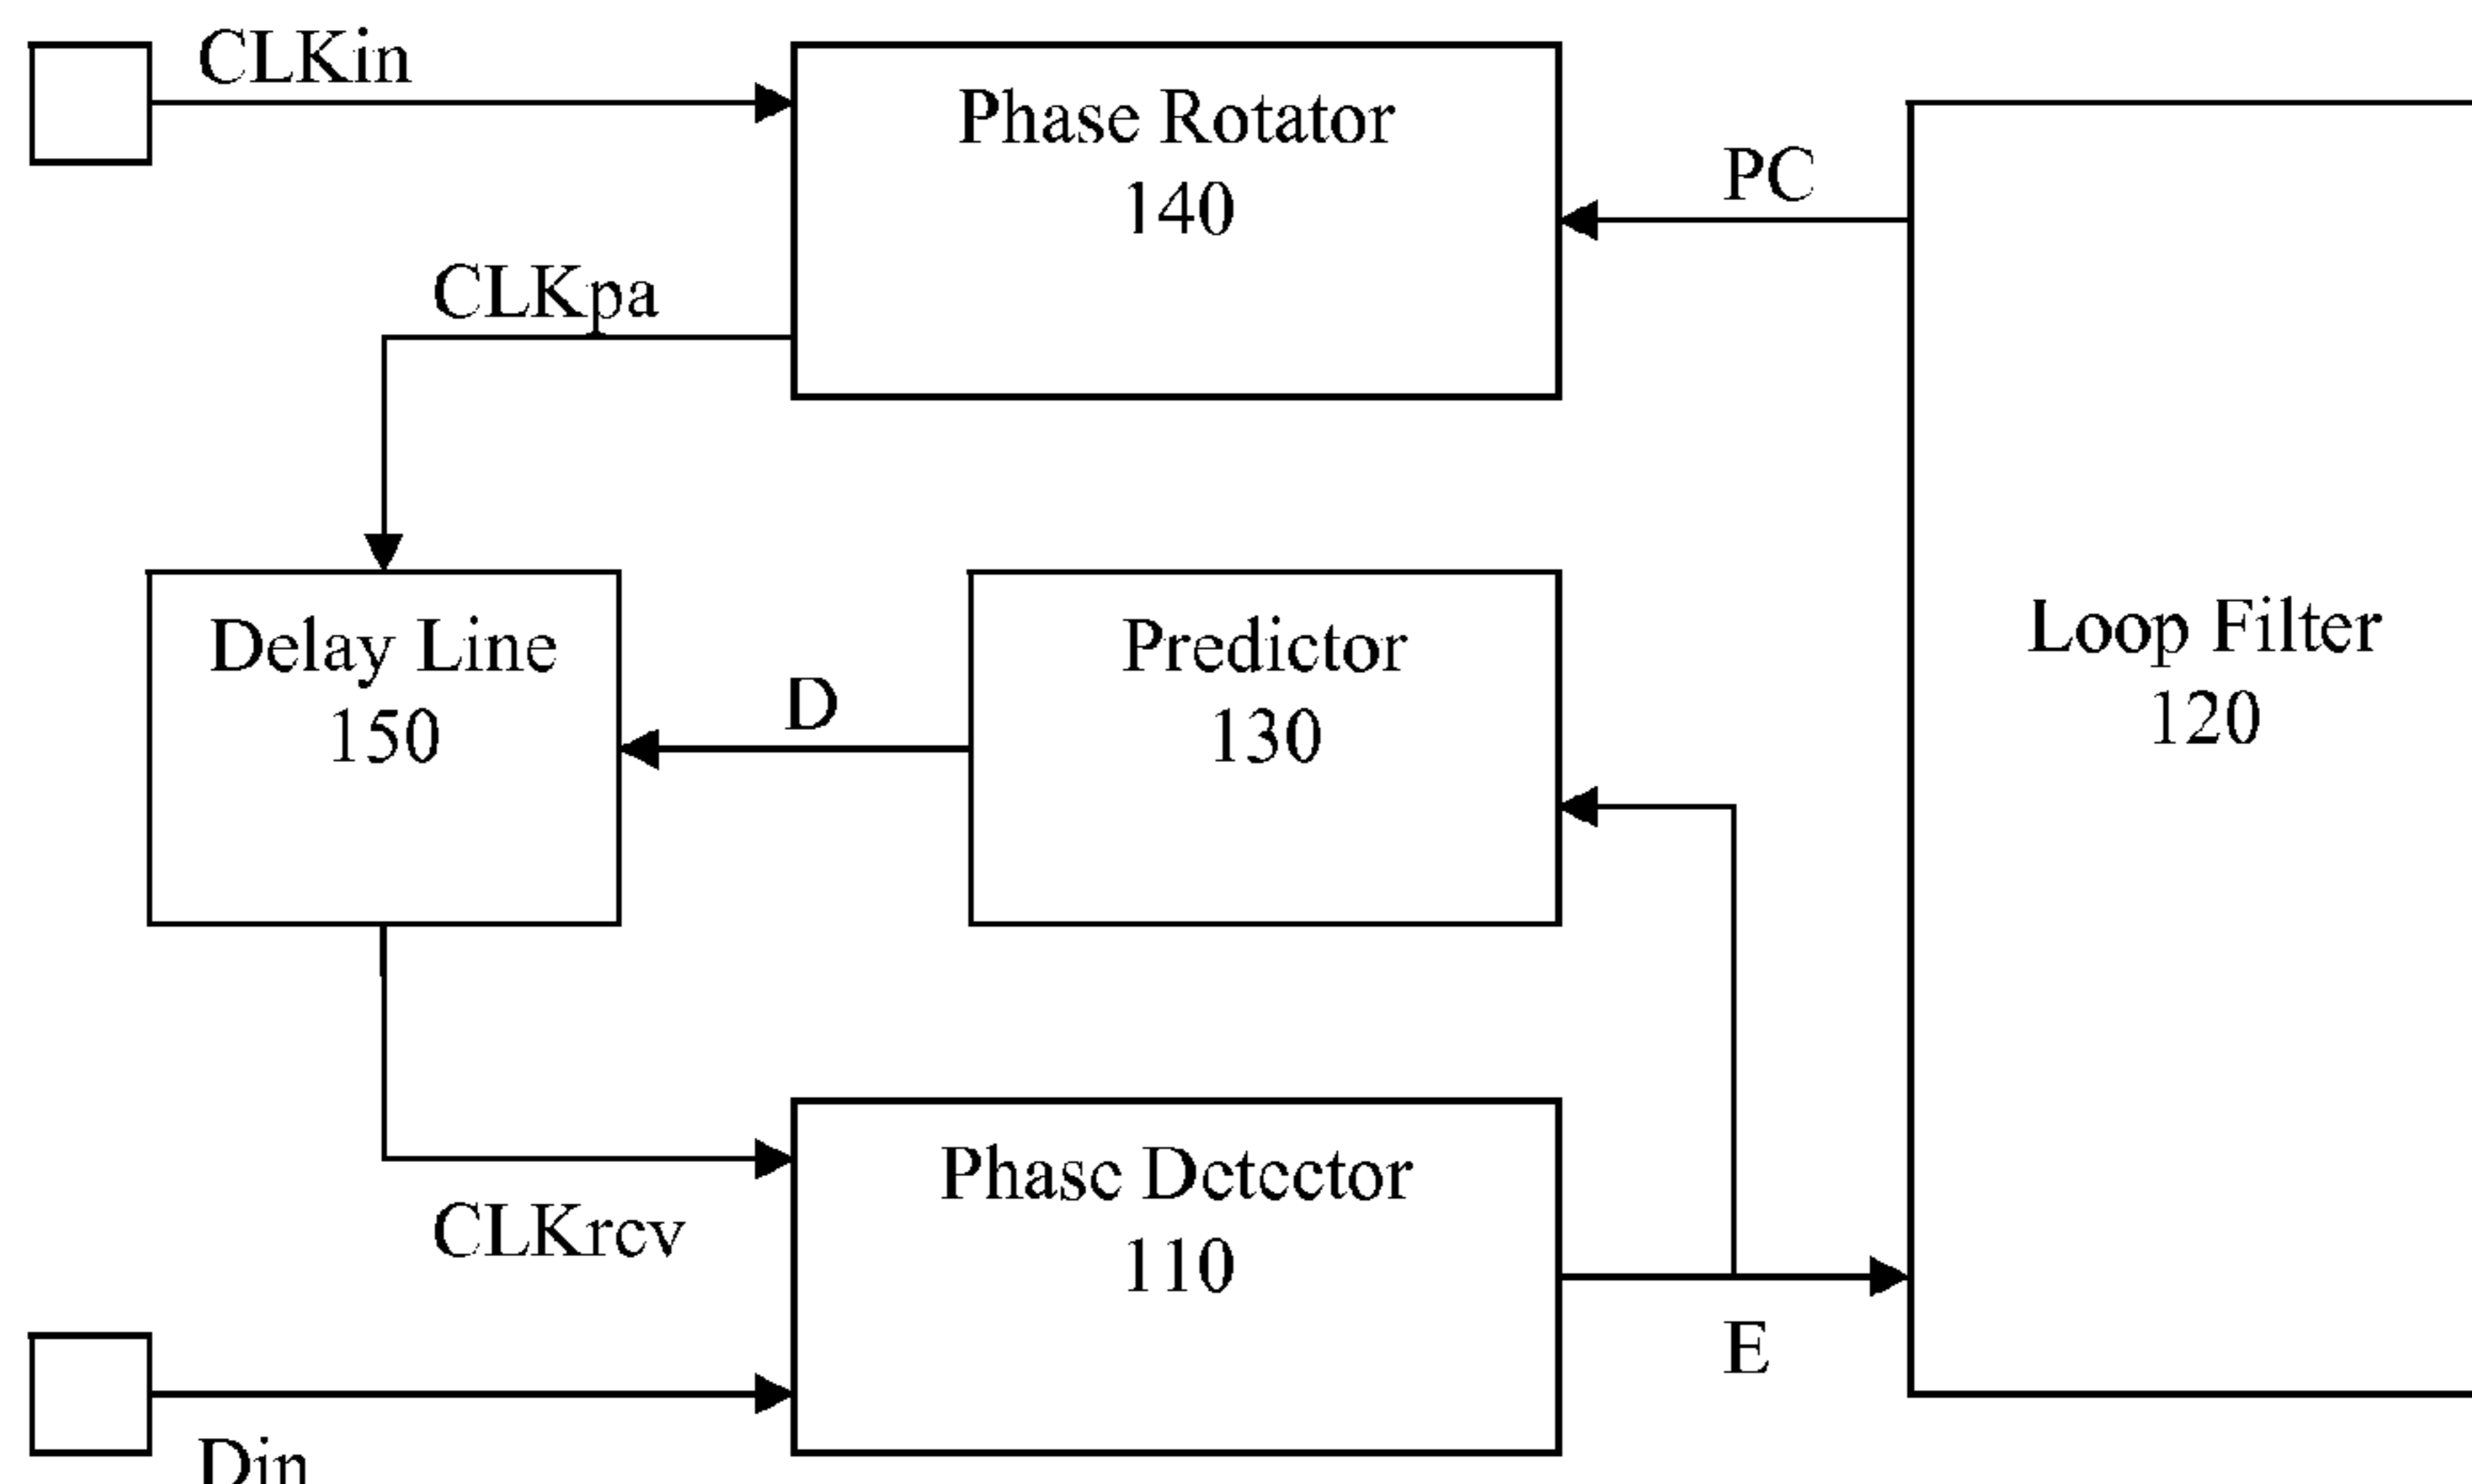 CLKin
Phase Rotator
140
PC
CLKpa
Delay Line
150
D
Predictor
130
Loop Filter
120
CLKrcv
Phase Detector
110
E
Din